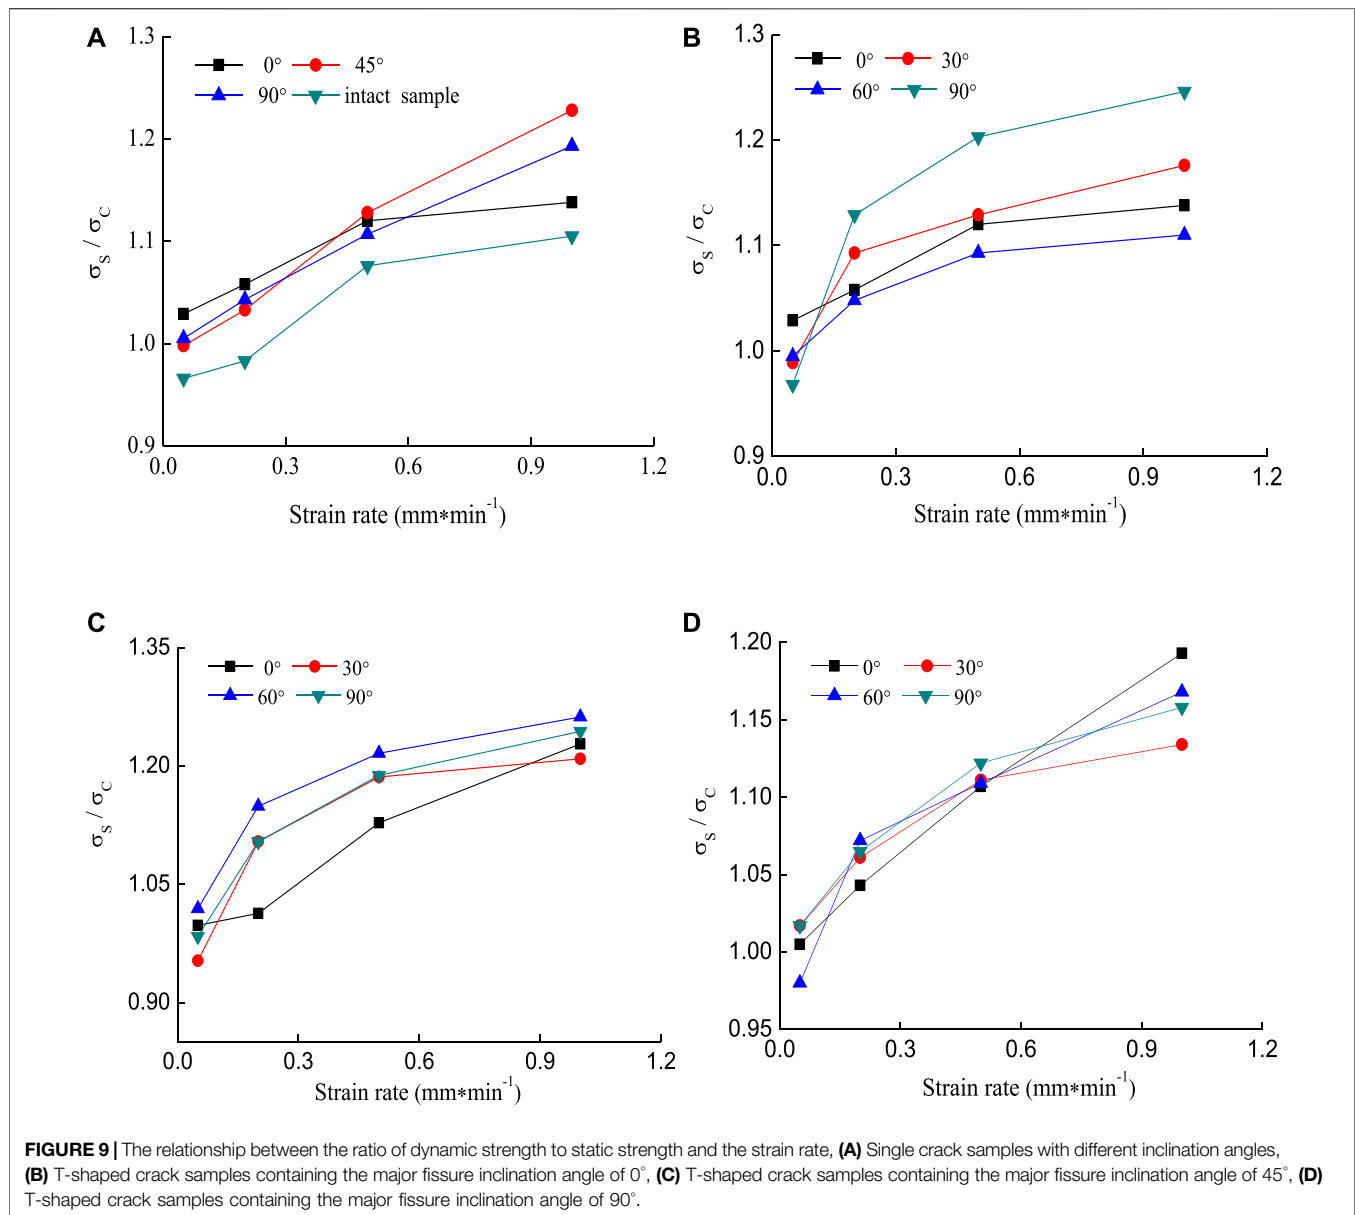 A
1.3
1.2
1.1
1.0
0.9
0° 45°
90° intact sample
σS / σC
0.0 0.3 0.6 0.9 1.2
Strain rate (mm*min-1)
B
1.3
1.2
1.1
1.0
0.9
0° 30°
60° 90°
σS / σC
0.0 0.3 0.6 0.9 1.2
Strain rate (mm*min-1)
C
1.35
1.20
1.05
0.90
0° 30°
60° 90°
σS / σC
0.0 0.3 0.6 0.9 1.2
Strain rate (mm*min-1)
D
1.20
1.15
1.10
1.05
1.00
0.95
0° 30°
60° 90°
σS / σC
0.0 0.3 0.6 0.9 1.2
Strain rate (mm*min-1)
FIGURE 9 | The relationship between the ratio of dynamic strength to static strength and the strain rate, (A) Single crack samples with different inclination angles,
(B) T-shaped crack samples containing the major fissure inclination angle of 0°, (C) T-shaped crack samples containing the major fissure inclination angle of 45°, (D)
T-shaped crack samples containing the major fissure inclination angle of 90°.